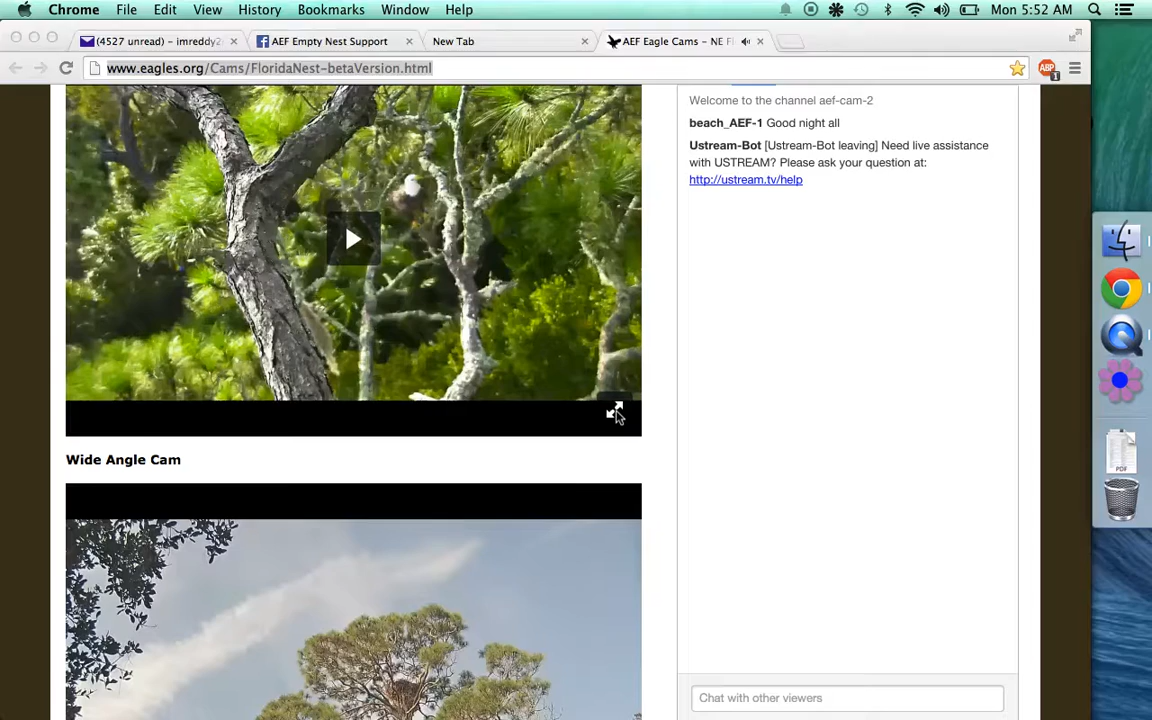 Chrome File Edit View History Bookmarks Window Help Mon 5:52 AM
(4527 unread) – imreddy2
AEF Empty Nest Support
New Tab
AEF Eagle Cams – NE Fl
www.eagles.org/Cams/FloridaNest-betaVersion.html
ABP
1
Welcome to the channel aef-cam-2
beach_AEF-1 Good night all
Ustream-Bot [Ustream-Bot leaving] Need live assistance
with USTREAM? Please ask your question at:
http://ustream.tv/help
Wide Angle Cam
PDF
Chat with other viewers